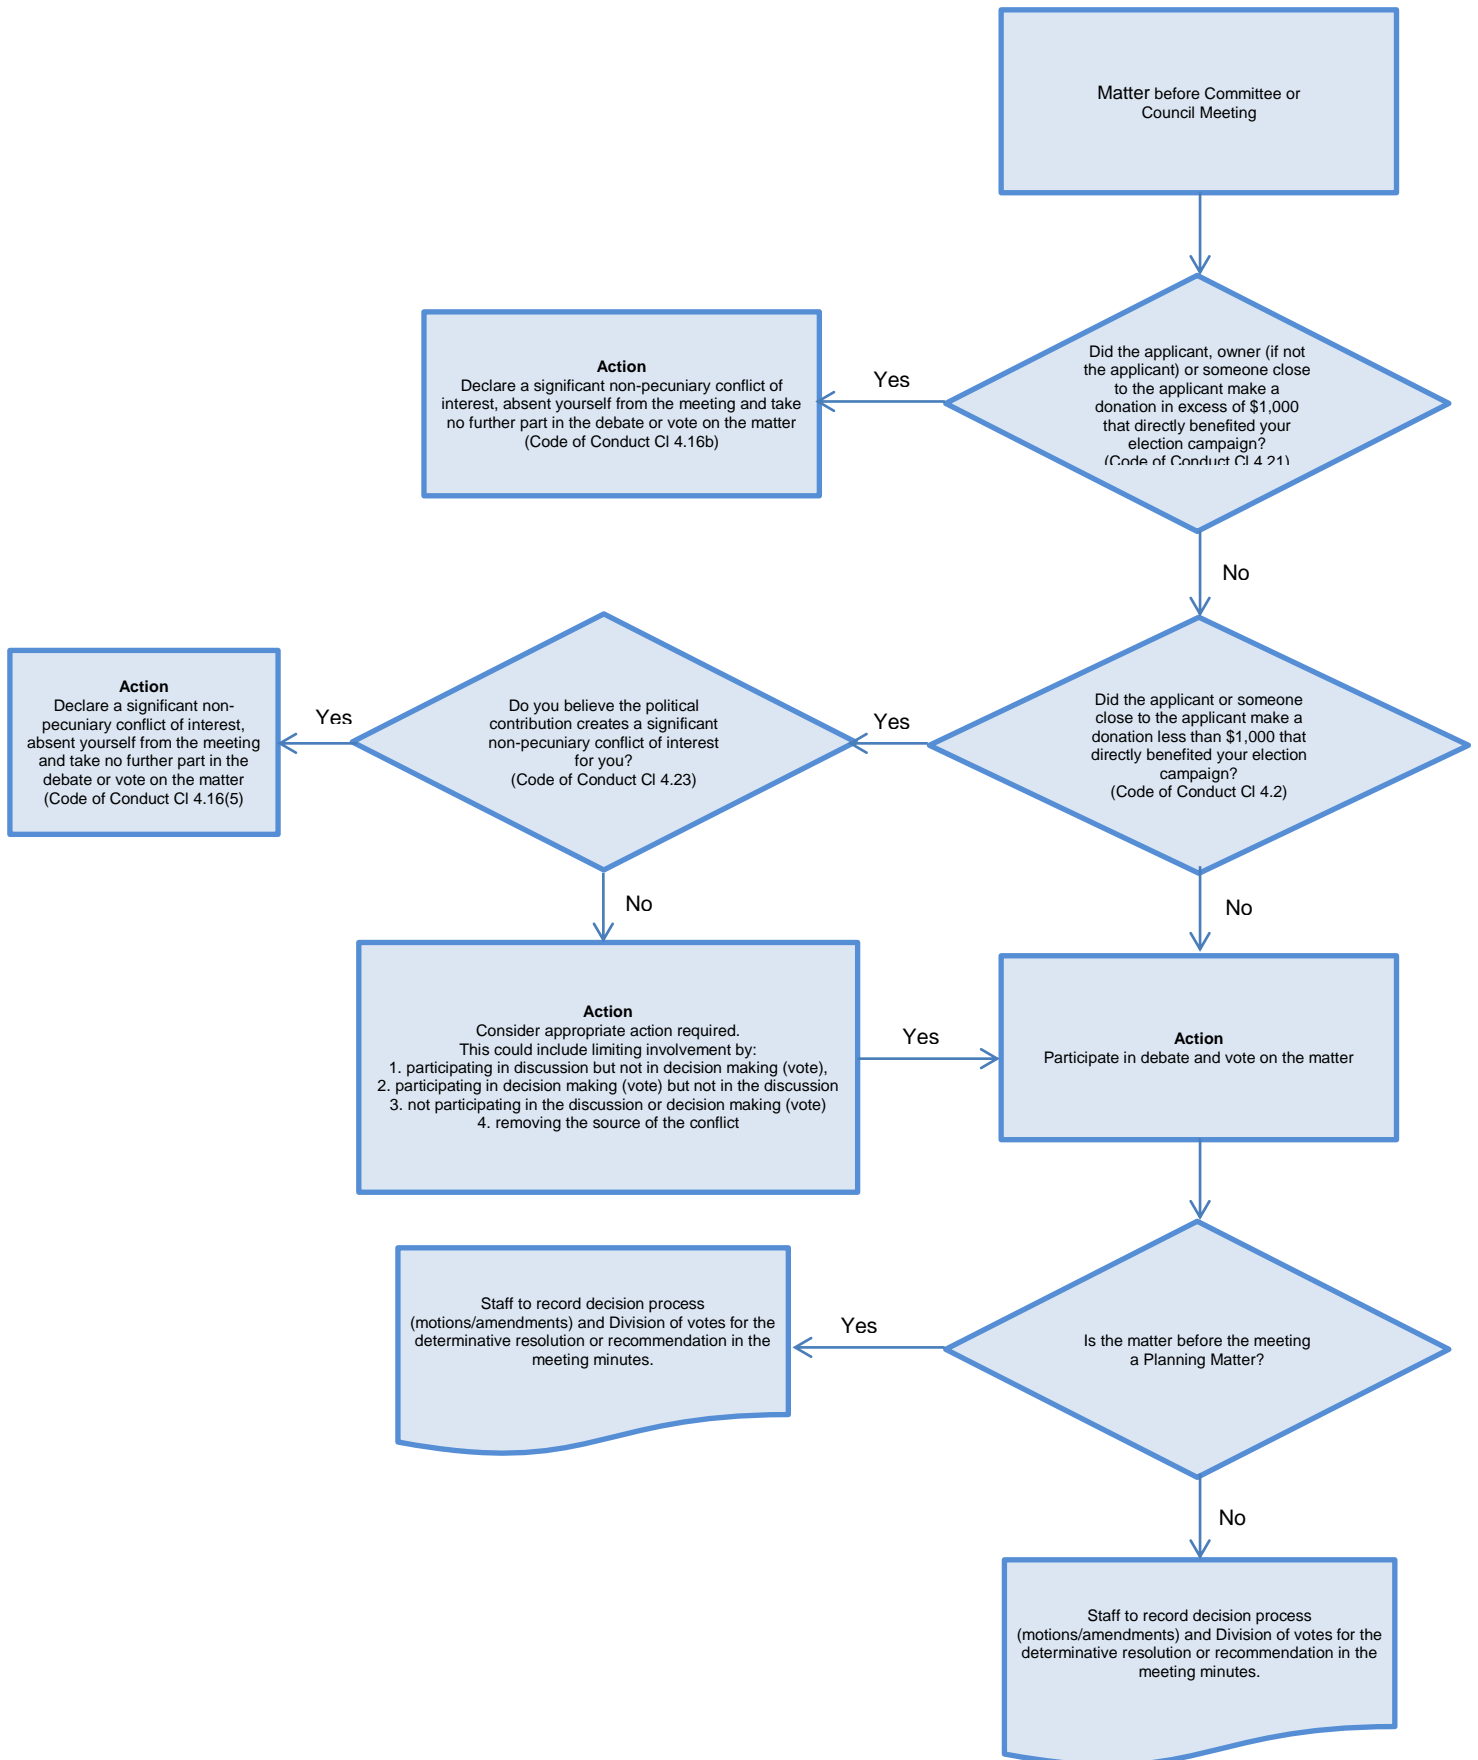 Matter before Committee or
Council Meeting
Did the applicant, owner (if not
the applicant) or someone close
to the applicant make a
donation in excess of $1,000
that directly benefited your
election campaign?
(Code of Conduct Cl 4.21)
Yes
Action
Declare a significant non-pecuniary conflict of
interest, absent yourself from the meeting and take
no further part in the debate or vote on the matter
(Code of Conduct Cl 4.16b)
No
Did the applicant or someone
close to the applicant make a
donation less than $1,000 that
directly benefited your election
campaign?
(Code of Conduct Cl 4.2)
Yes
Do you believe the political
contribution creates a significant
non-pecuniary conflict of interest
for you?
(Code of Conduct Cl 4.23)
Yes
Action
Declare a significant non-
pecuniary conflict of interest,
absent yourself from the meeting
and take no further part in the
debate or vote on the matter
(Code of Conduct Cl 4.16(5)
No
No
Action
Consider appropriate action required.
This could include limiting involvement by:
1. participating in discussion but not in decision making (vote),
2. participating in decision making (vote) but not in the discussion
3. not participating in the discussion or decision making (vote)
4. removing the source of the conflict
Yes
Action
Participate in debate and vote on the matter
Is the matter before the meeting
a Planning Matter?
Yes
Staff to record decision process
(motions/amendments) and Division of votes for the
determinative resolution or recommendation in the
meeting minutes.
No
Staff to record decision process
(motions/amendments) and Division of votes for the
determinative resolution or recommendation in the
meeting minutes.